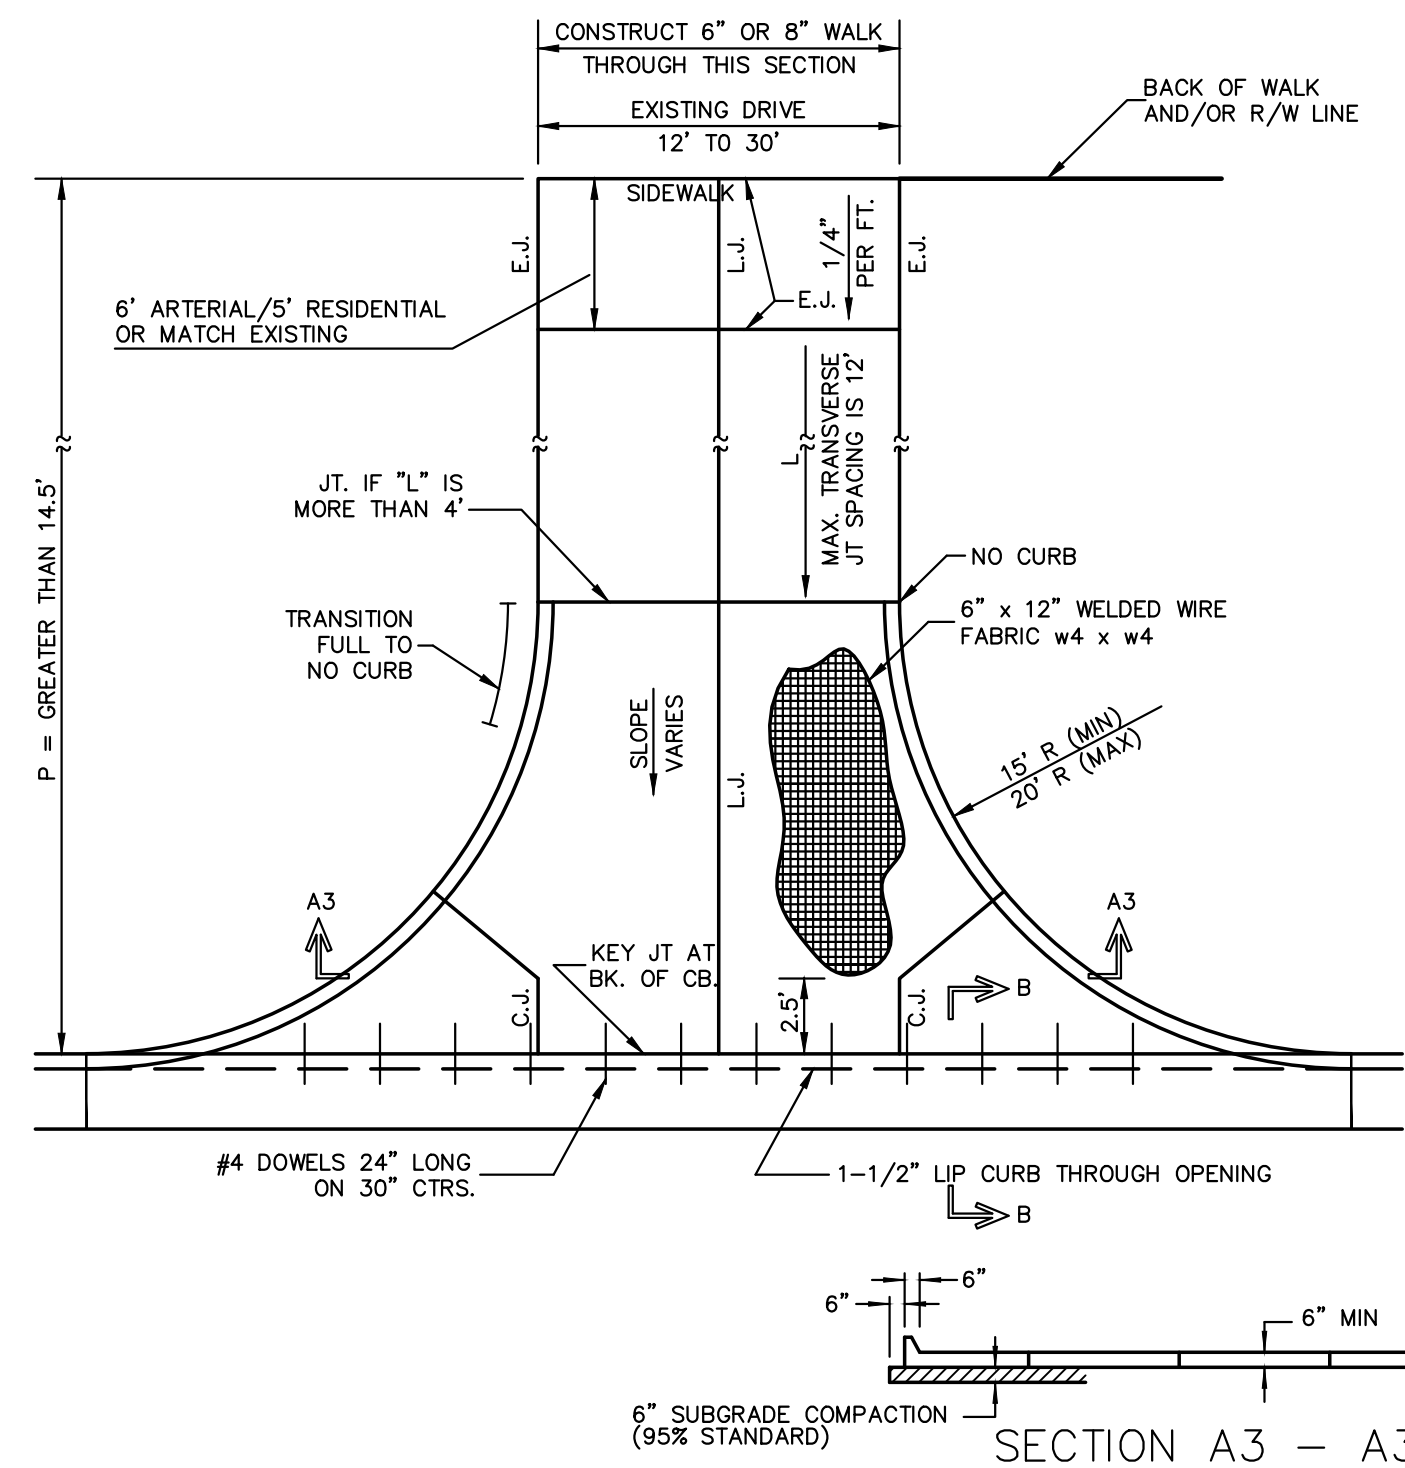 CONSTRUCT 6” OR 8” WALK
THROUGH THIS SECTION
EXISTING DRIVE
12’ TO 30’
BACK OF WALK
AND/OR R/W LINE
SIDEWALK
E.J.
L.J.
1/4”
PER FT.
E.J.
E.J.
6’ ARTERIAL/5’ RESIDENTIAL
OR MATCH EXISTING
L
MAX. TRANSVERSE
JT SPACING IS 12’
P = GREATER THAN 14.5’
JT. IF ”L” IS
MORE THAN 4’
NO CURB
6” x 12” WELDED WIRE
FABRIC w4 x w4
TRANSITION
FULL TO
NO CURB
SLOPE
VARIES
L.J.
15’ R (MIN)
20’ R (MAX)
A3
A3
KEY JT AT
BK. OF CB.
C.J.
2.5’
C.J.
B
#4 DOWELS 24” LONG
ON 30” CTRS.
1-1/2” LIP CURB THROUGH OPENING
B
6”
6”
6” MIN
6” SUBGRADE COMPACTION
(95% STANDARD)
SECTION A3 – A3